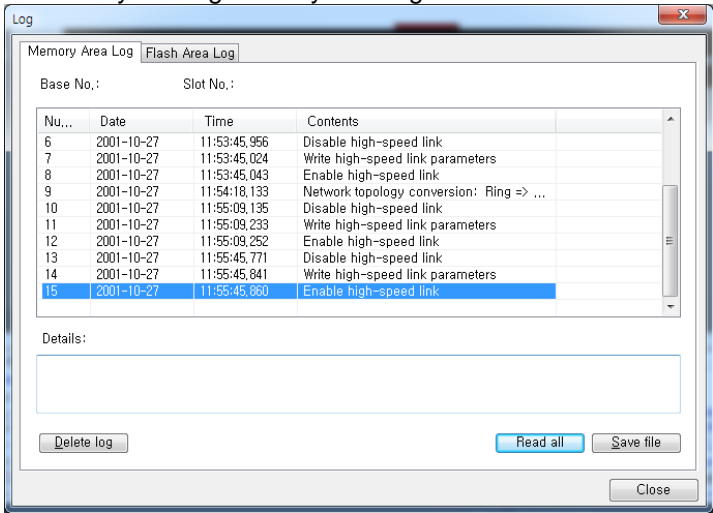 Log
Memory Area Log Flash Area Log
Base No,: Slot No,:
Nu... Date Time Contents
6 2001-10-27 11:53:45,956 Disable high-speed link
7 2001-10-27 11:53:45,024 Write high-speed link parameters
8 2001-10-27 11:53:45,043 Enable high-speed link
9 2001-10-27 11:54:18,133 Network topology conversion: Ring => ...
10 2001-10-27 11:55:09,135 Disable high-speed link
11 2001-10-27 11:55:09,233 Write high-speed link parameters
12 2001-10-27 11:55:09,252 Enable high-speed link
13 2001-10-27 11:55:45,771 Disable high-speed link
14 2001-10-27 11:55:45,841 Write high-speed link parameters
15 2001-10-27 11:55:45,860 Enable high-speed link
Details:
Delete log Read all Save file
Close